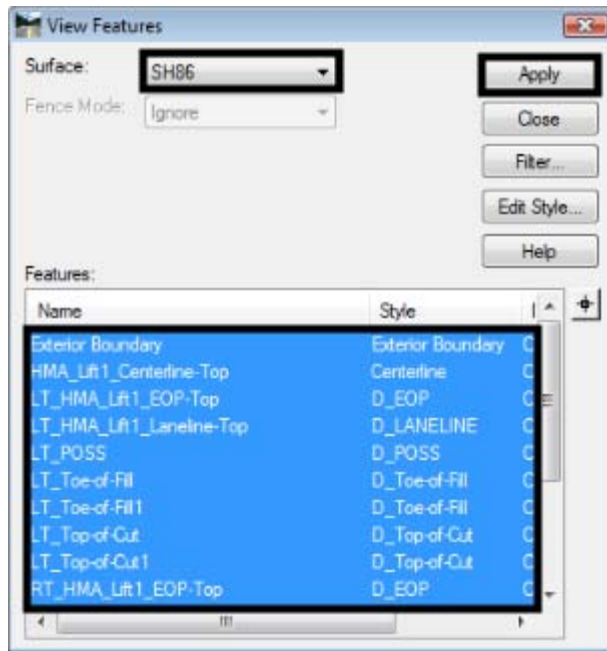 View Features
Surface: SH86 Apply
Fence Mode: Ignore Close
Filter...
Edit Style...
Help
Features:
Name Style
Exterior Boundary Exterior Boundary C
HMA_Lift1_Centerline-Top Centerline C
LT_HMA_Lift1_EOP-Top D_EOP C
LT_HMA_Lift1_Laneline-Top D_LANELINE C
LT_POSS D_POSS C
LT_Toe-of-Fill D_Toe-of-Fill C
LT_Toe-of-Fill1 D_Toe-of-Fill C
LT_Top-of-Cut D_Top-of-Cut C
LT_Top-of-Cut1 D_Top-of-Cut C
RT_HMA_Lift1_EOP-Top D_EOP C